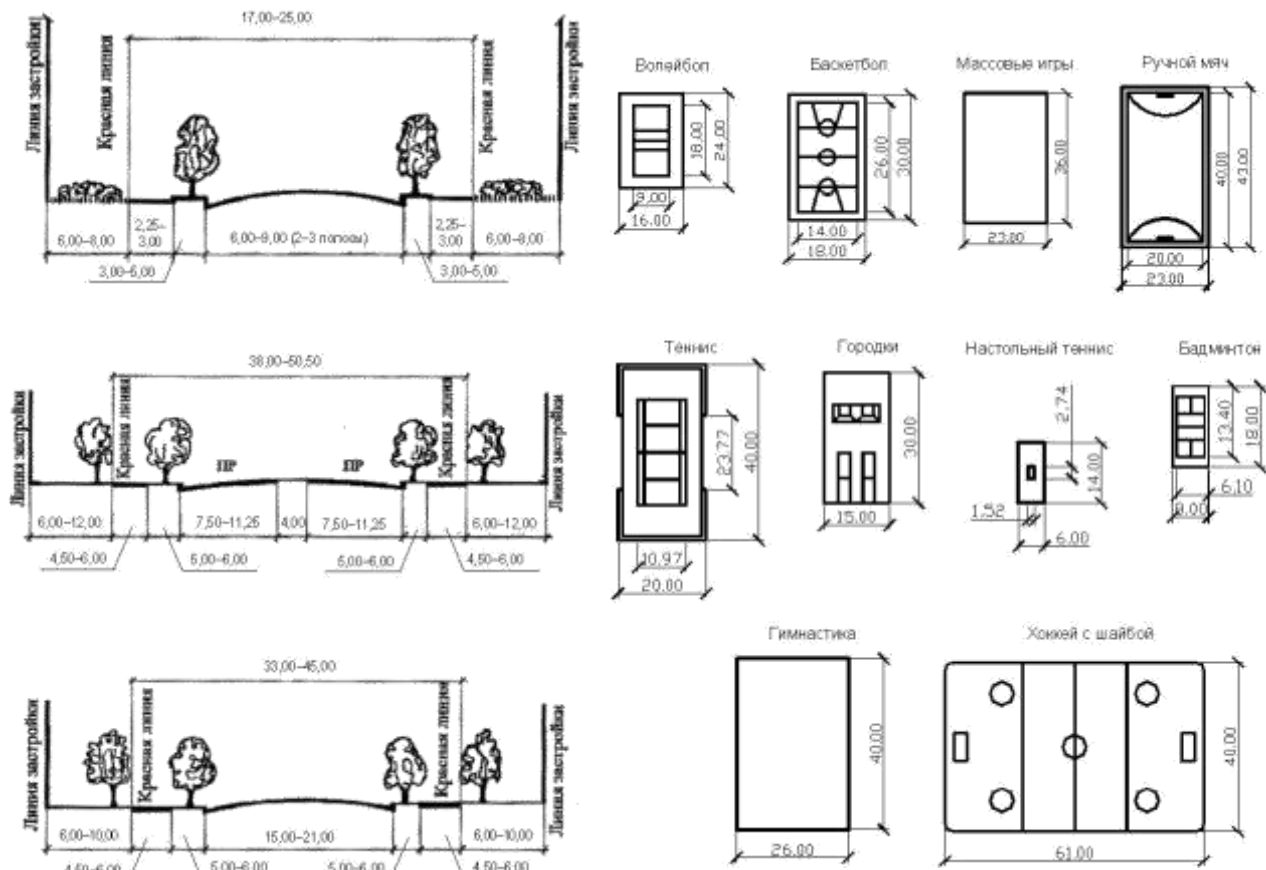 17,00–25,00
Линия застройки
Красная линия
Красная линия
Линия застройки
6,00–8,00
2,25–
3,00
6,00–9,00 (2–3 полосы)
2,25–
3,00
6,00–8,00
3,00–5,00
3,00–5,00
38,00–50,50
Линия застройки
Красная линия
ПР
ПР
Красная линия
Линия застройки
6,00–12,00
7,50–11,25
4,00
7,50–11,25
6,00–12,00
4,50–6,00
5,00–6,00
5,00–6,00
4,50–6,00
33,00–45,00
Линия застройки
Красная линия
Красная линия
Линия застройки
6,00–10,00
15,00–21,00
6,00–10,00
4,50–6,00
5,00–6,00
5,00–6,00
4,50–6,00
Волейбол
18.00
24.00
9.00
16.00
Баскетбол
26.00
30.00
14.00
18.00
Массовые игры
36.00
23.00
Ручной мяч
40.00
43.00
20.00
23.00
Теннис
23.77
40.00
10.97
20.00
Городки
30.00
15.00
Настольный теннис
2.74
14.00
1.52
6.00
Бадминтон
13.40
18.00
6.10
Гимнастика
40.00
26.00
Хоккей с шайбой
40.00
61.00